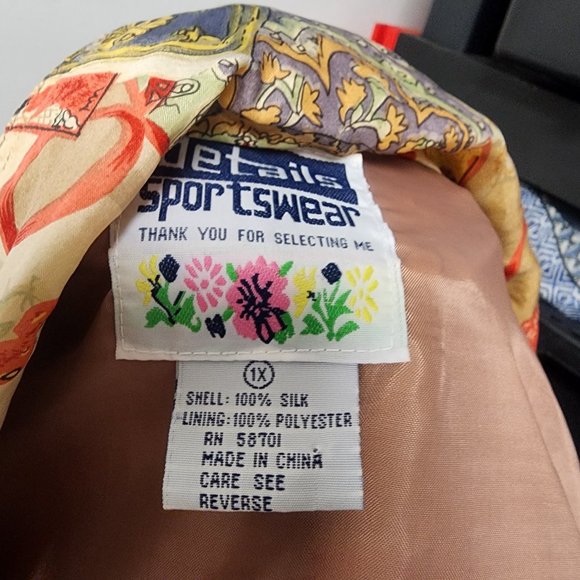 details
sportswear
THANK YOU FOR SELECTING ME
1X
SHELL: 100% SILK
LINING: 100% POLYESTER
RN 58701
MADE IN CHINA
CARE SEE
REVERSE